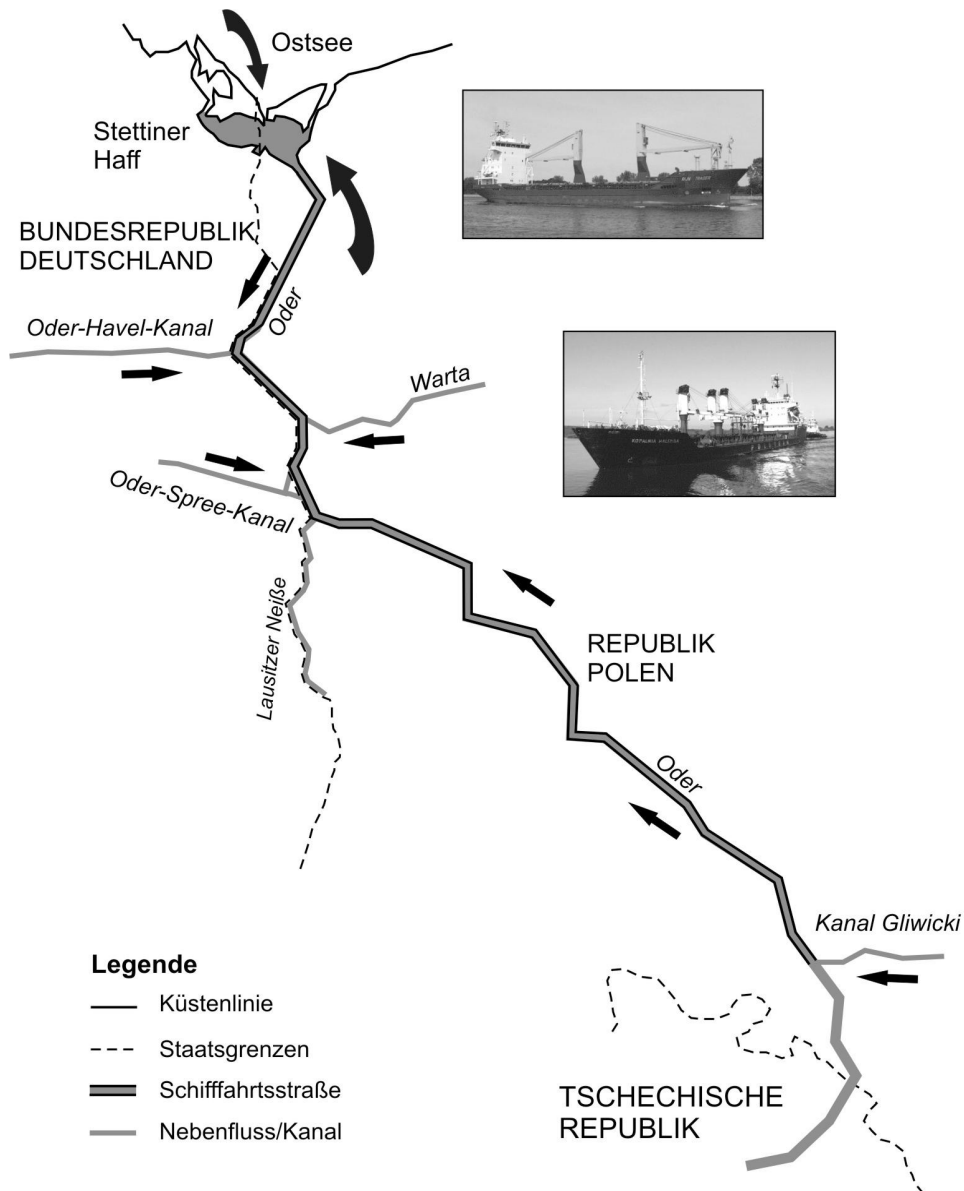 Ostsee
Stettiner
Haff
BUNDESREPUBLIK
DEUTSCHLAND
Oder
Oder-Havel-Kanal
Warta
Oder-Spree-Kanal
Lausitzer Neiße
REPUBLIK
POLEN
Oder
Kanal Gliwicki
Legende
Küstenlinie
Staatsgrenzen
Schifffahrtsstraße
Nebenfluss/Kanal
TSCHECHISCHE
REPUBLIK